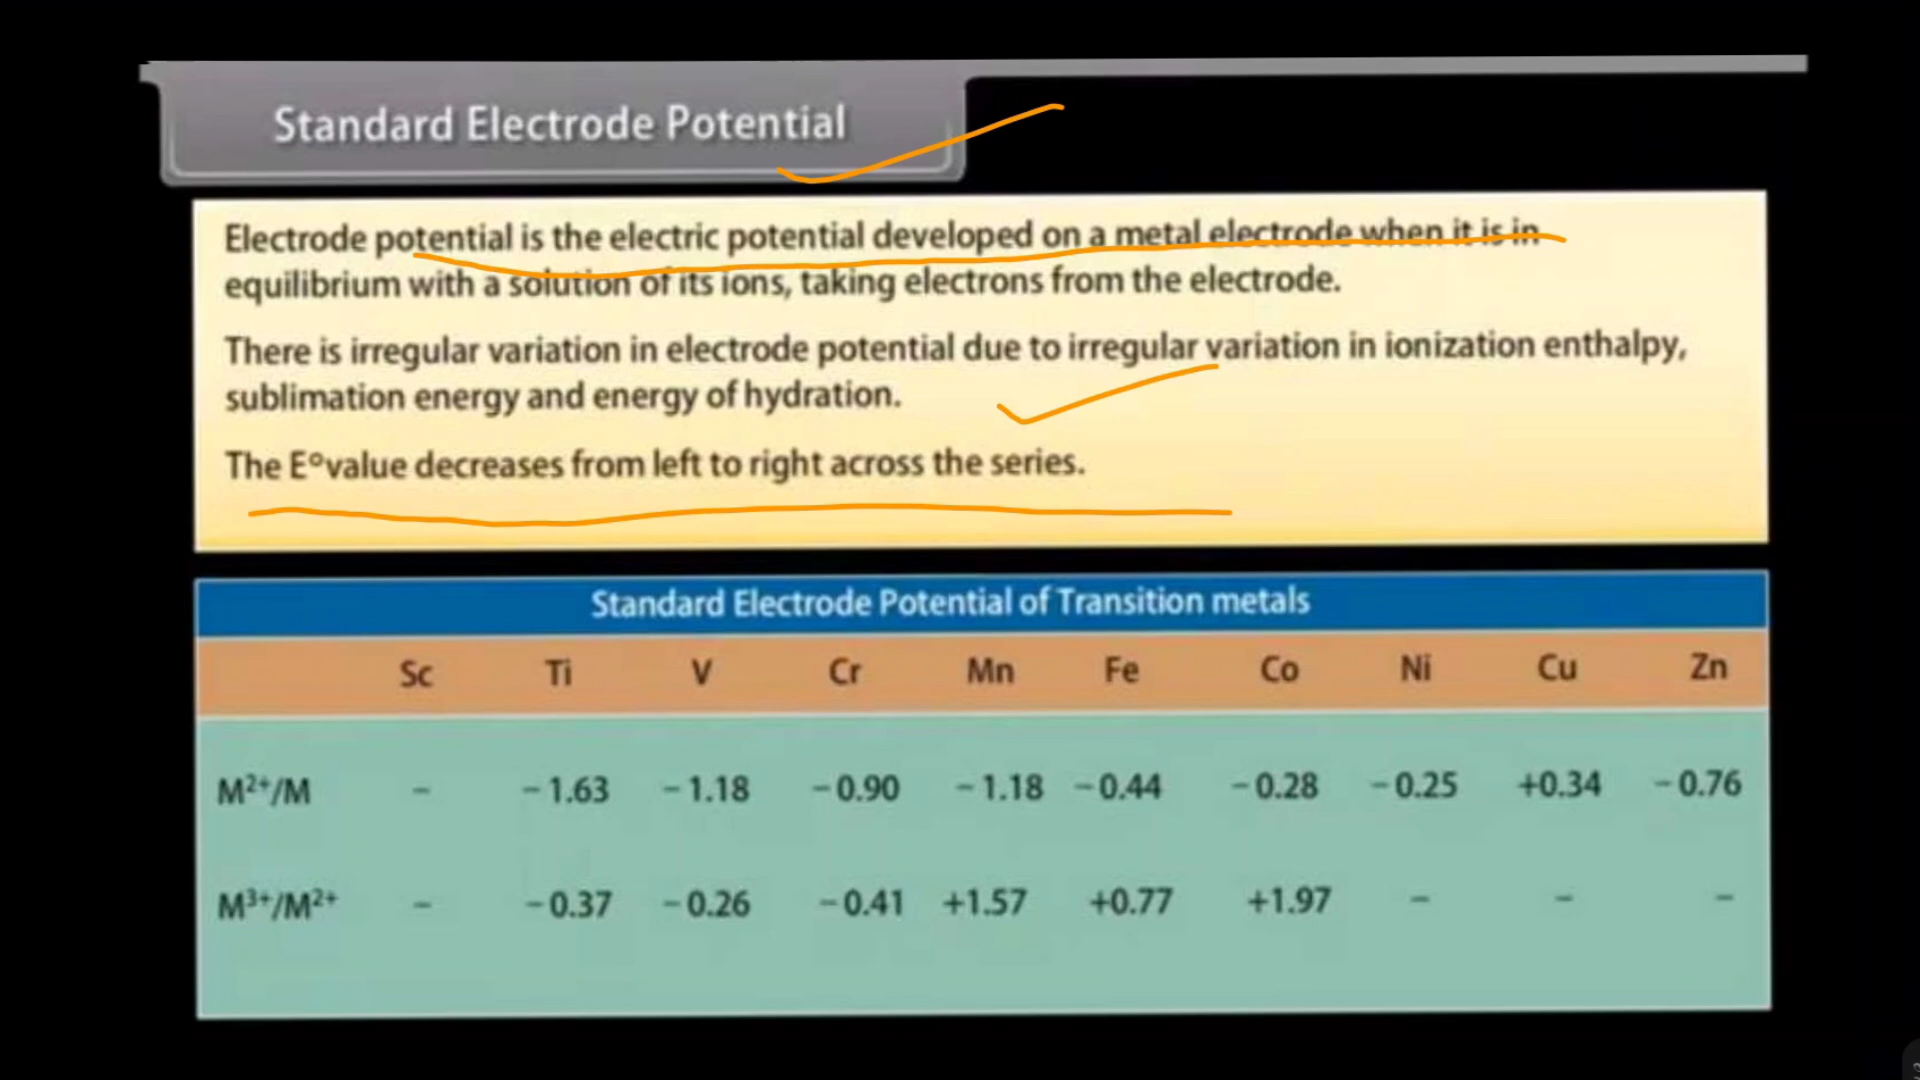 Standard Electrode Potential
Electrode potential is the electric potential developed on a metal electrode when it is in
equilibrium with a solution of its ions, taking electrons from the electrode.
There is irregular variation in electrode potential due to irregular variation in ionization enthalpy,
sublimation energy and energy of hydration.
The E° value decreases from left to right across the series.
Standard Electrode Potential of Transition metals
Sc Ti V Cr Mn Fe Co Ni Cu Zn
M²⁺/M – –1.63 –1.18 –0.90 –1.18 –0.44 –0.28 –0.25 +0.34 –0.76
M³⁺/M²⁺ – –0.37 –0.26 –0.41 +1.57 +0.77 +1.97 – – –